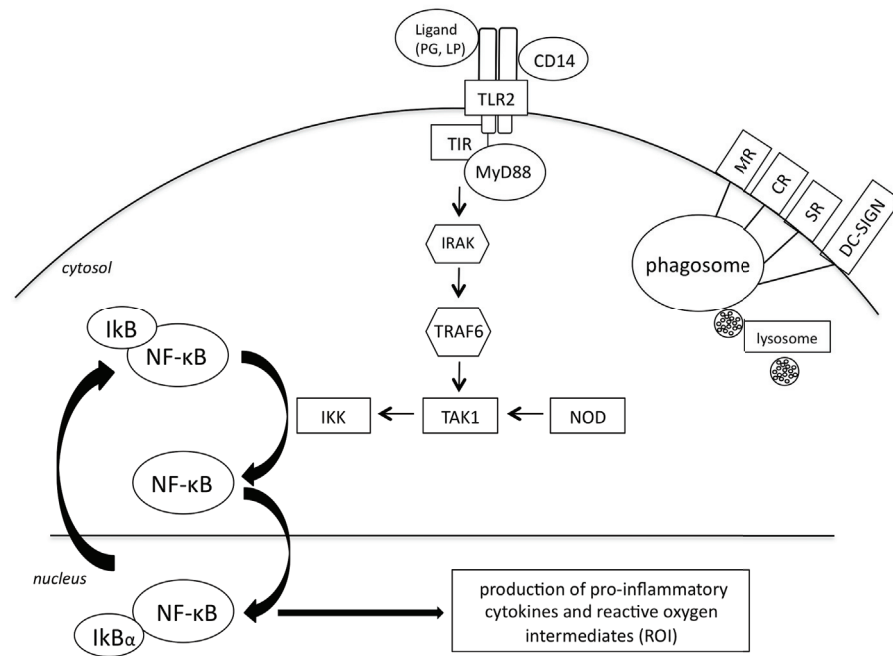 Ligand
(PG, LP)
CD14
TLR2
TIR
MyD88
MR
CR
SR
DC-SIGN
IRAK
phagosome
cytosol
IkB
NF-κB
TRAF6
lysosome
IKK
TAK1
NOD
NF-κB
nucleus
NF-κB
IkBα
production of pro-inflammatory
cytokines and reactive oxygen
intermediates (ROI)